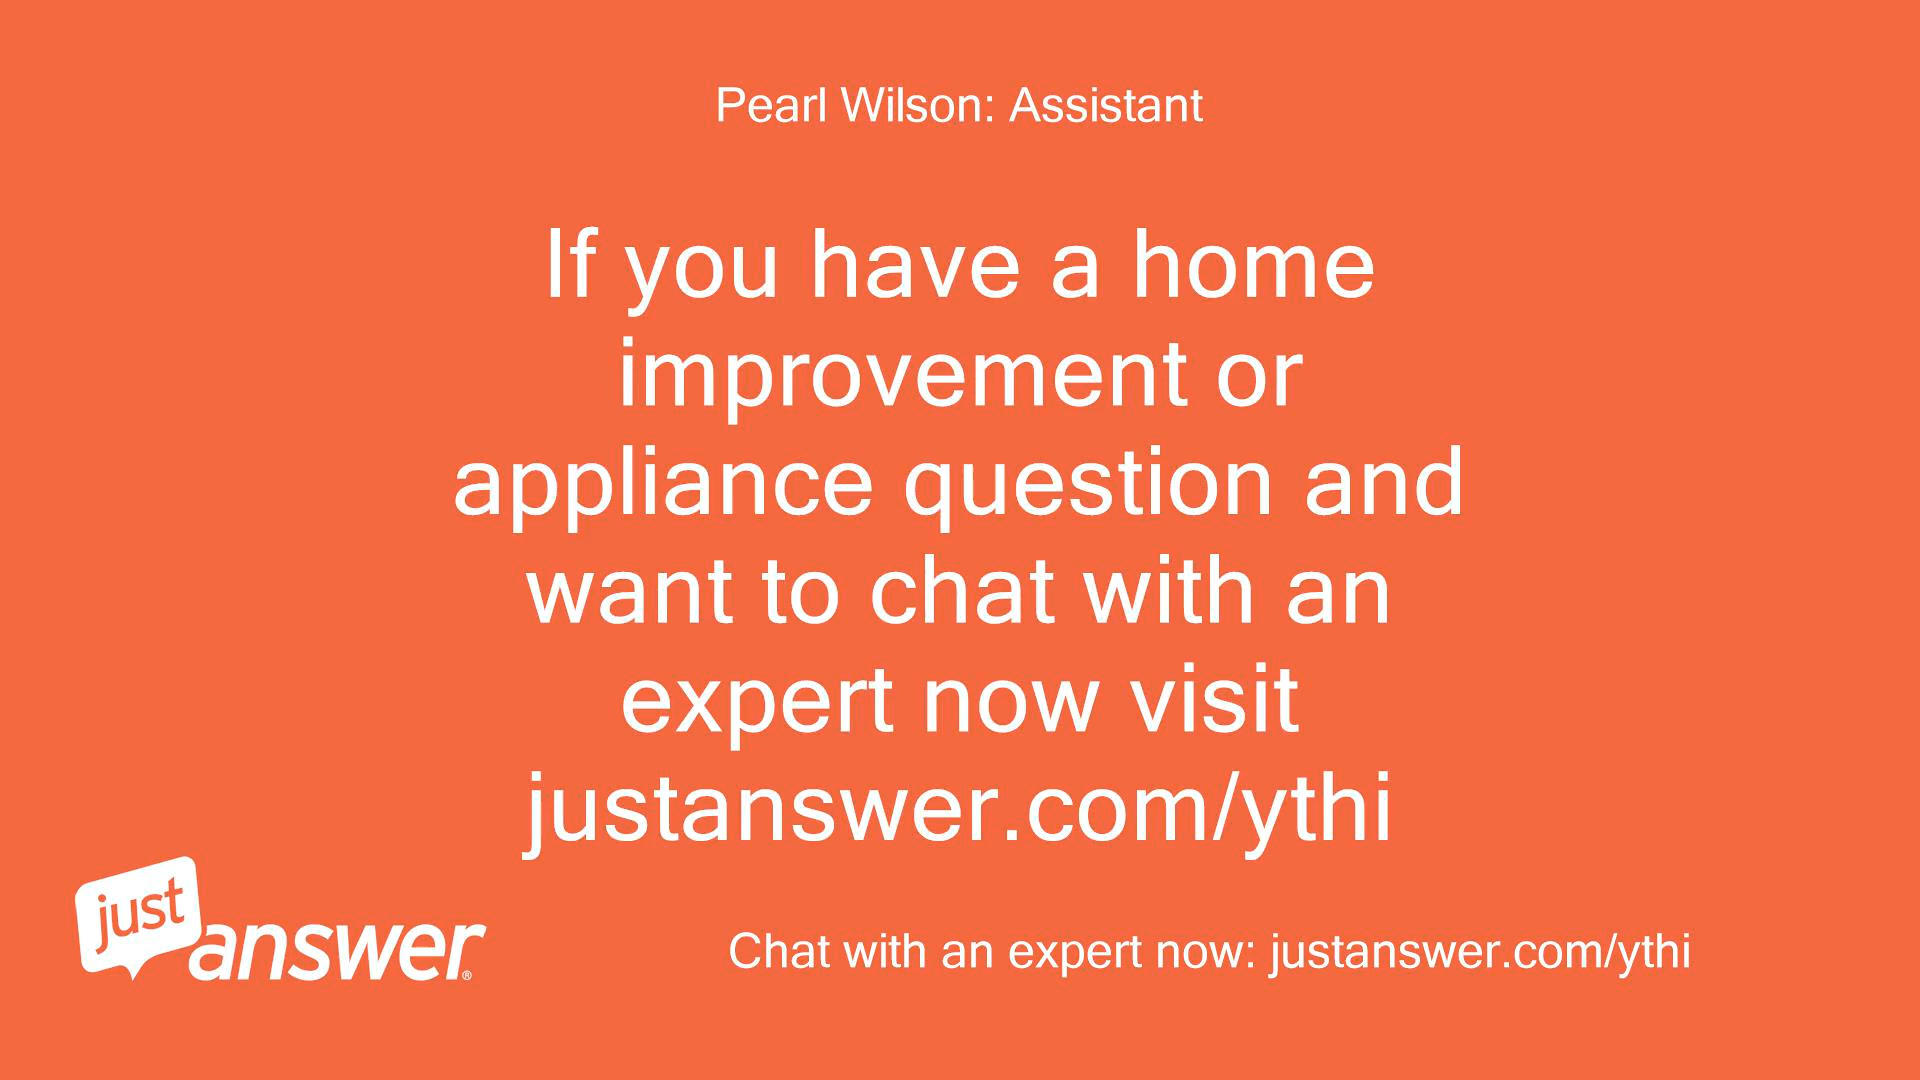 Pearl Wilson: Assistant
If you have a home
improvement or
appliance question and
want to chat with an
expert now visit
justanswer.com/ythi
just
answer®
Chat with an expert now: justanswer.com/ythi